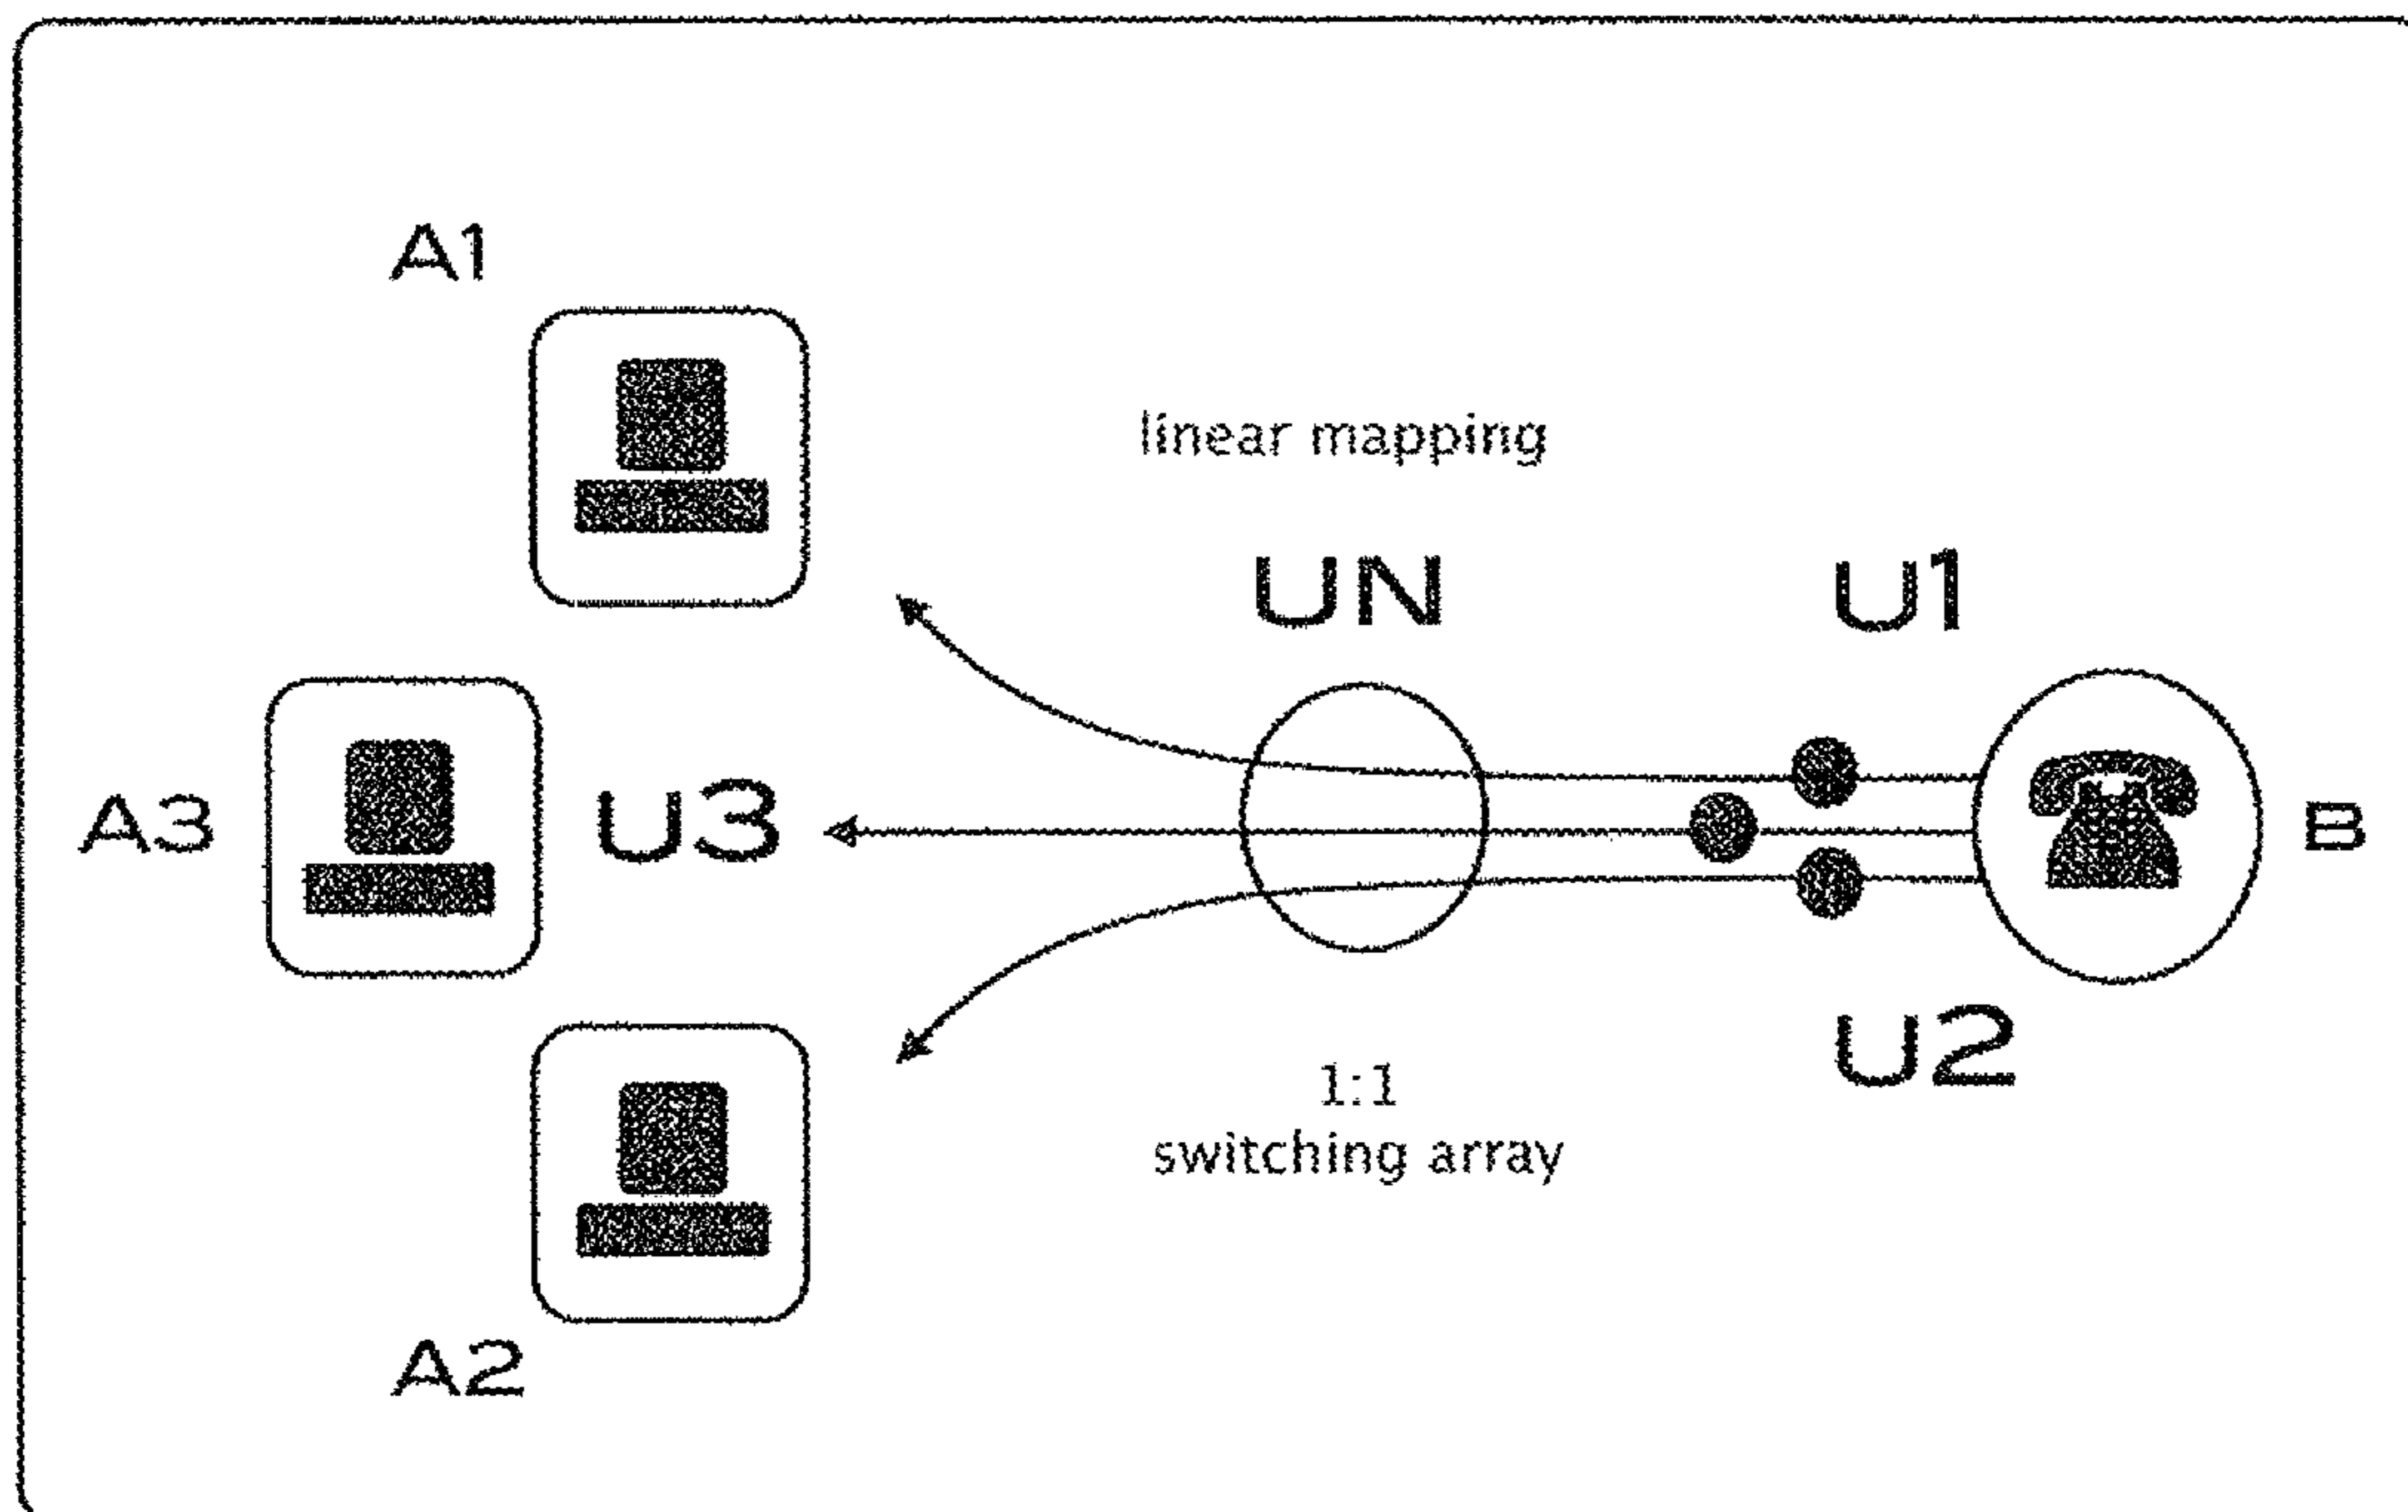 A1
linear mapping
UN
U1
A3
U3
B
U2
1:1
switching array
A2